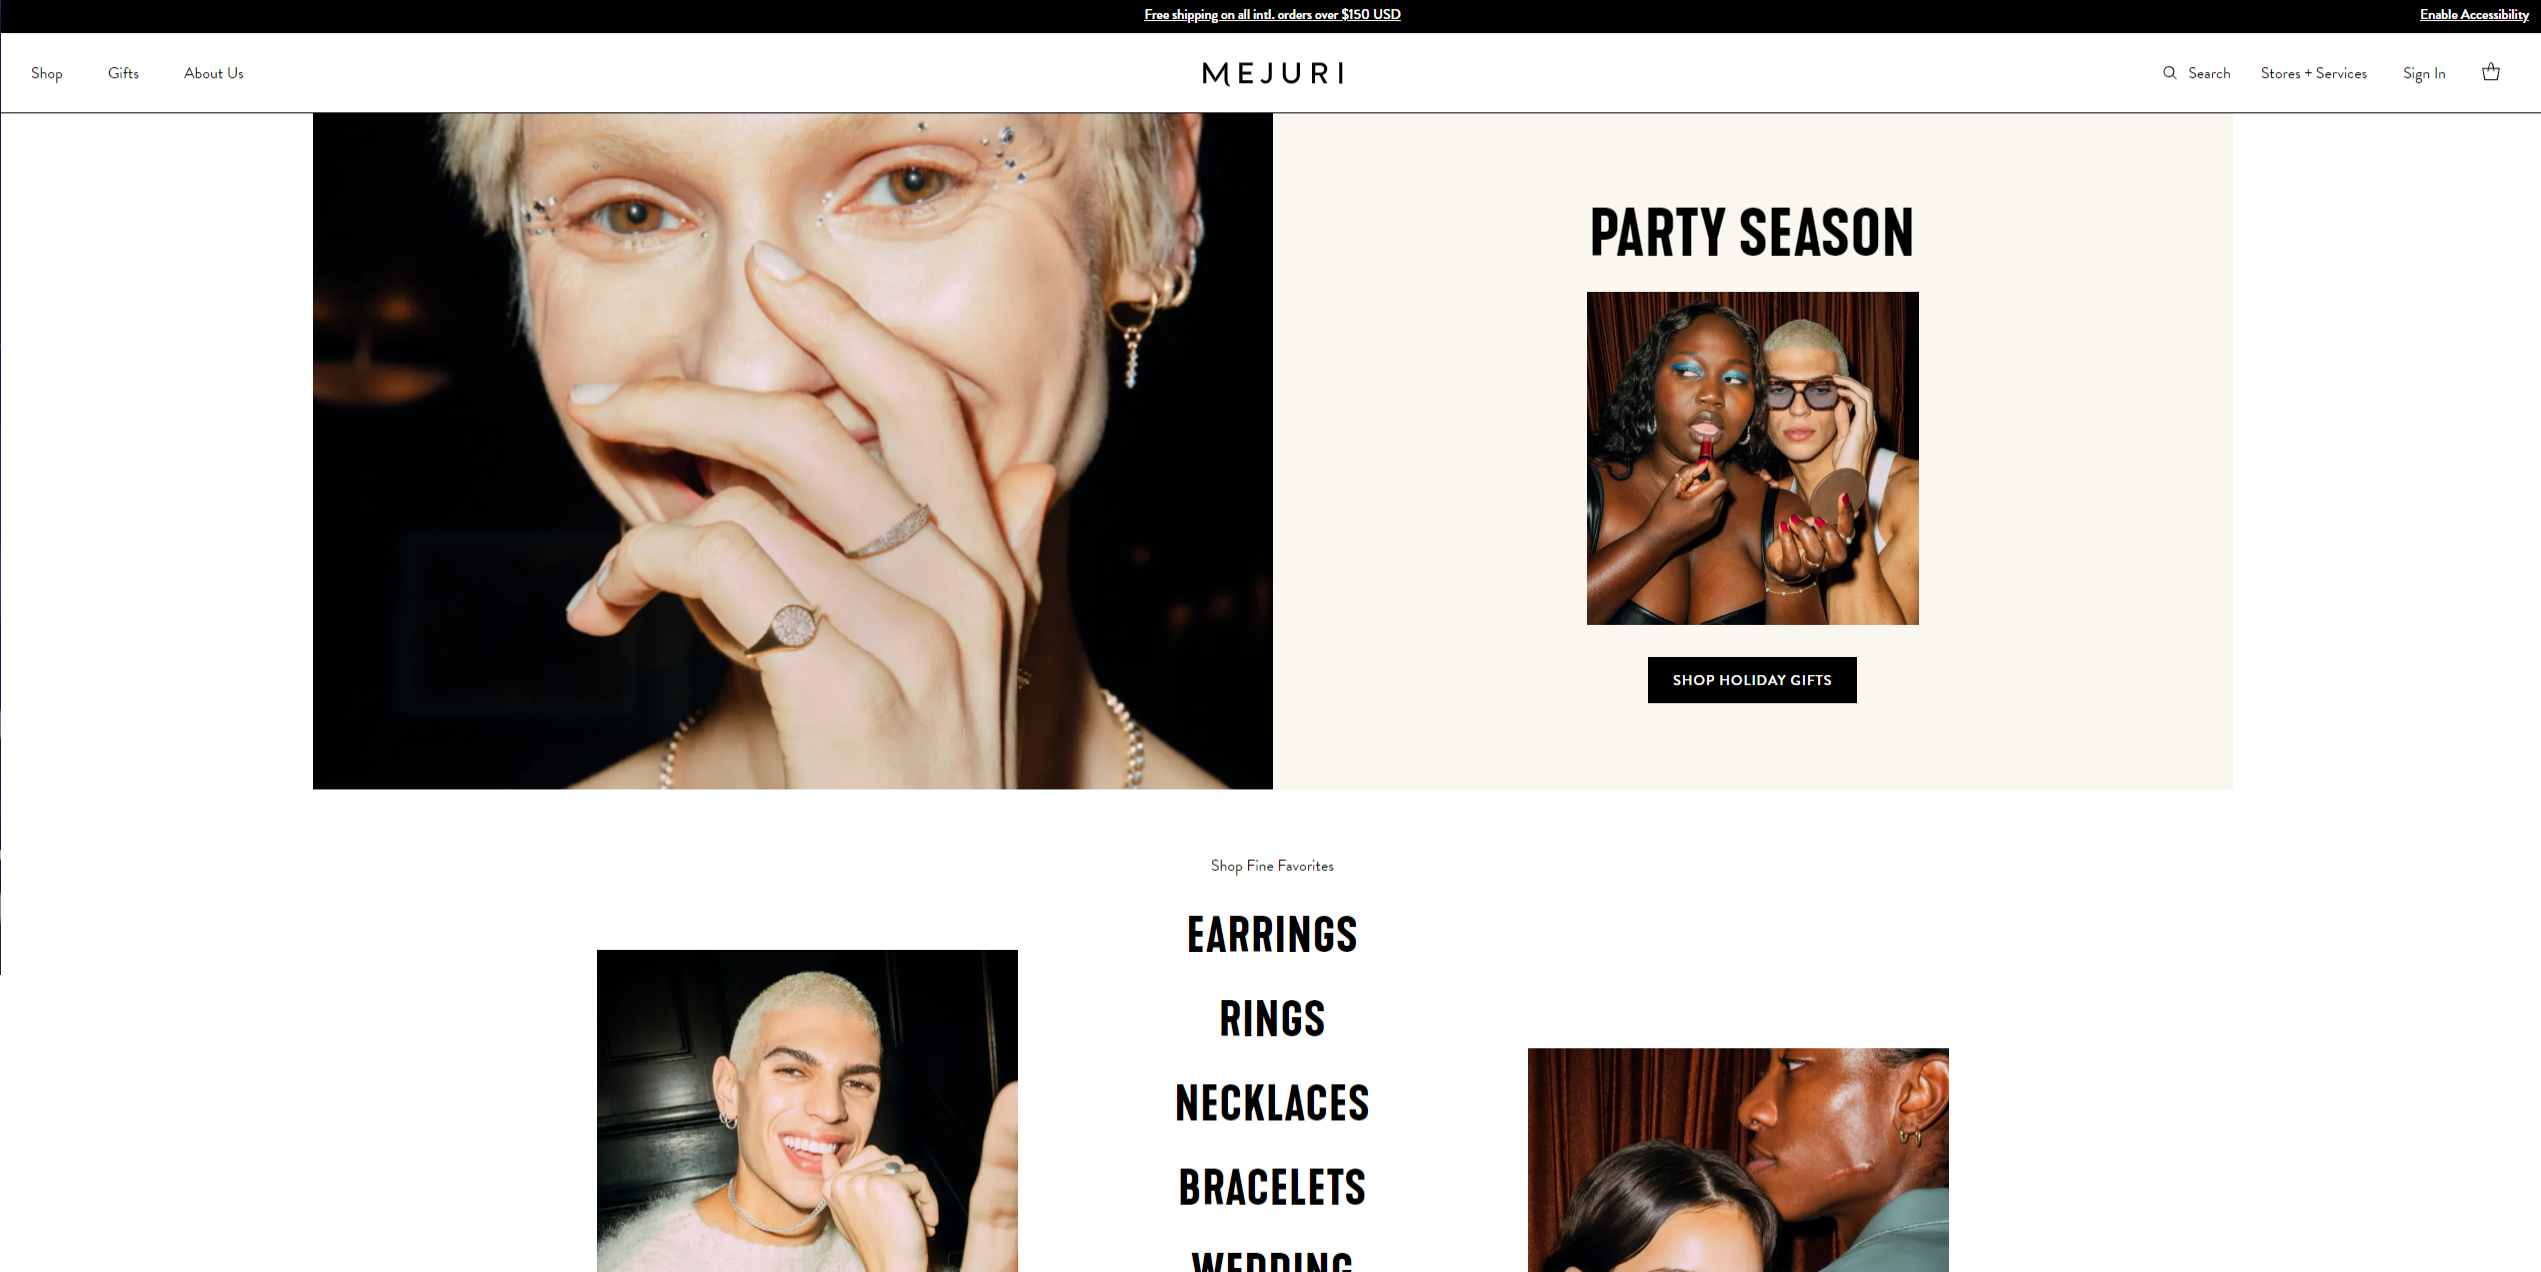 Free shipping on all intl. orders over $150 USD
Enable Accessibility
Shop
Gifts
About Us
MEJURI
Search
Stores + Services
Sign In
PARTY SEASON
SHOP HOLIDAY GIFTS
Shop Fine Favorites
EARRINGS
RINGS
NECKLACES
BRACELETS
WEDDING